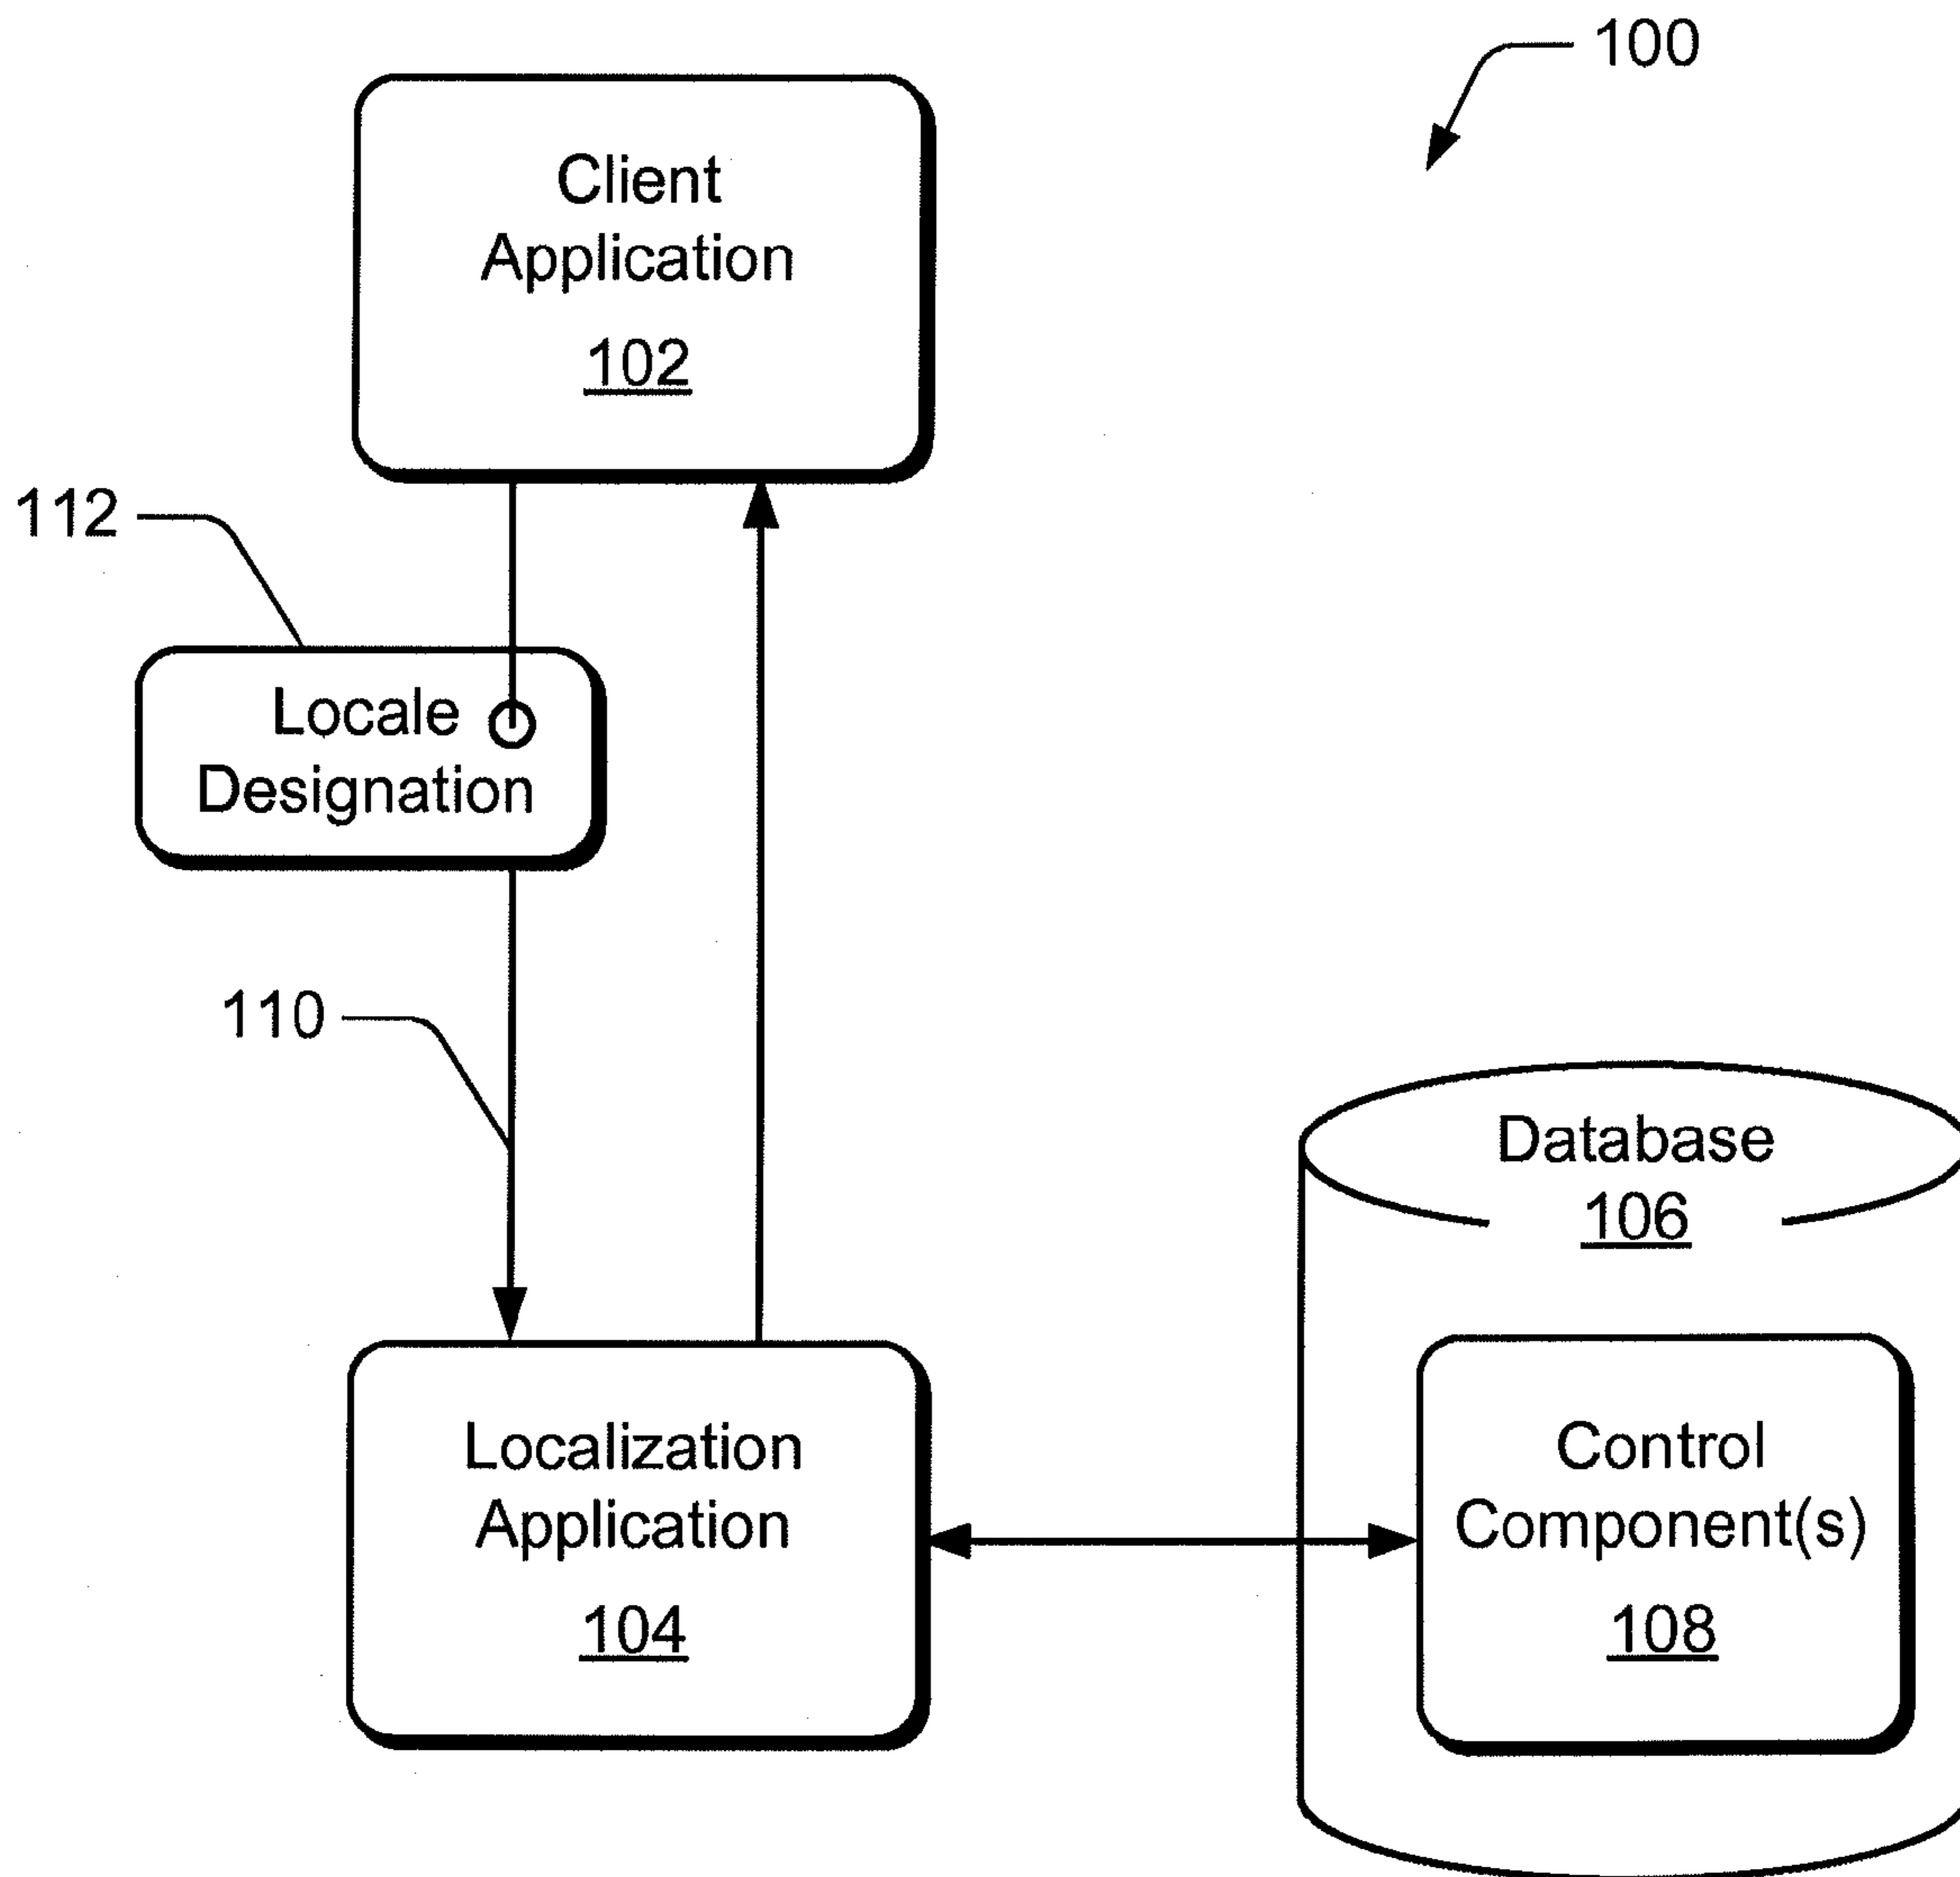 100
Client
Application
102
112
Locale
Designation
110
Database
106
Localization
Application
104
Control
Component(s)
108